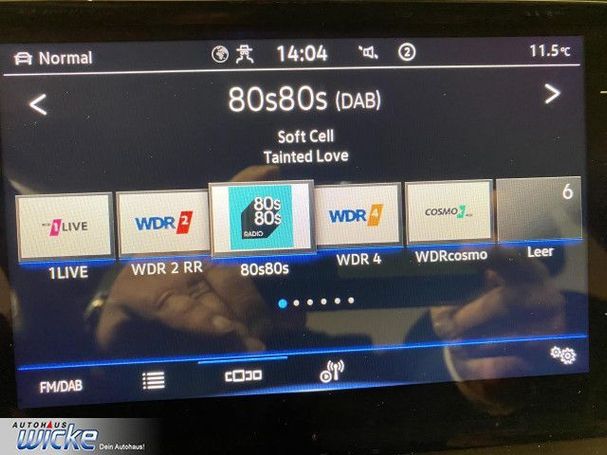 Normal
14:04
2
11.5°C
80s80s (DAB)
Soft Cell
Tainted Love
1LIVE
WDR 2
80s
80s
RADIO
WDR 4
COSMO
6
1LIVE
WDR 2 RR
80s80s
WDR 4
WDRcosmo
Leer
FM/DAB
AUTOHAUS
WICKE
Dein Autohaus!